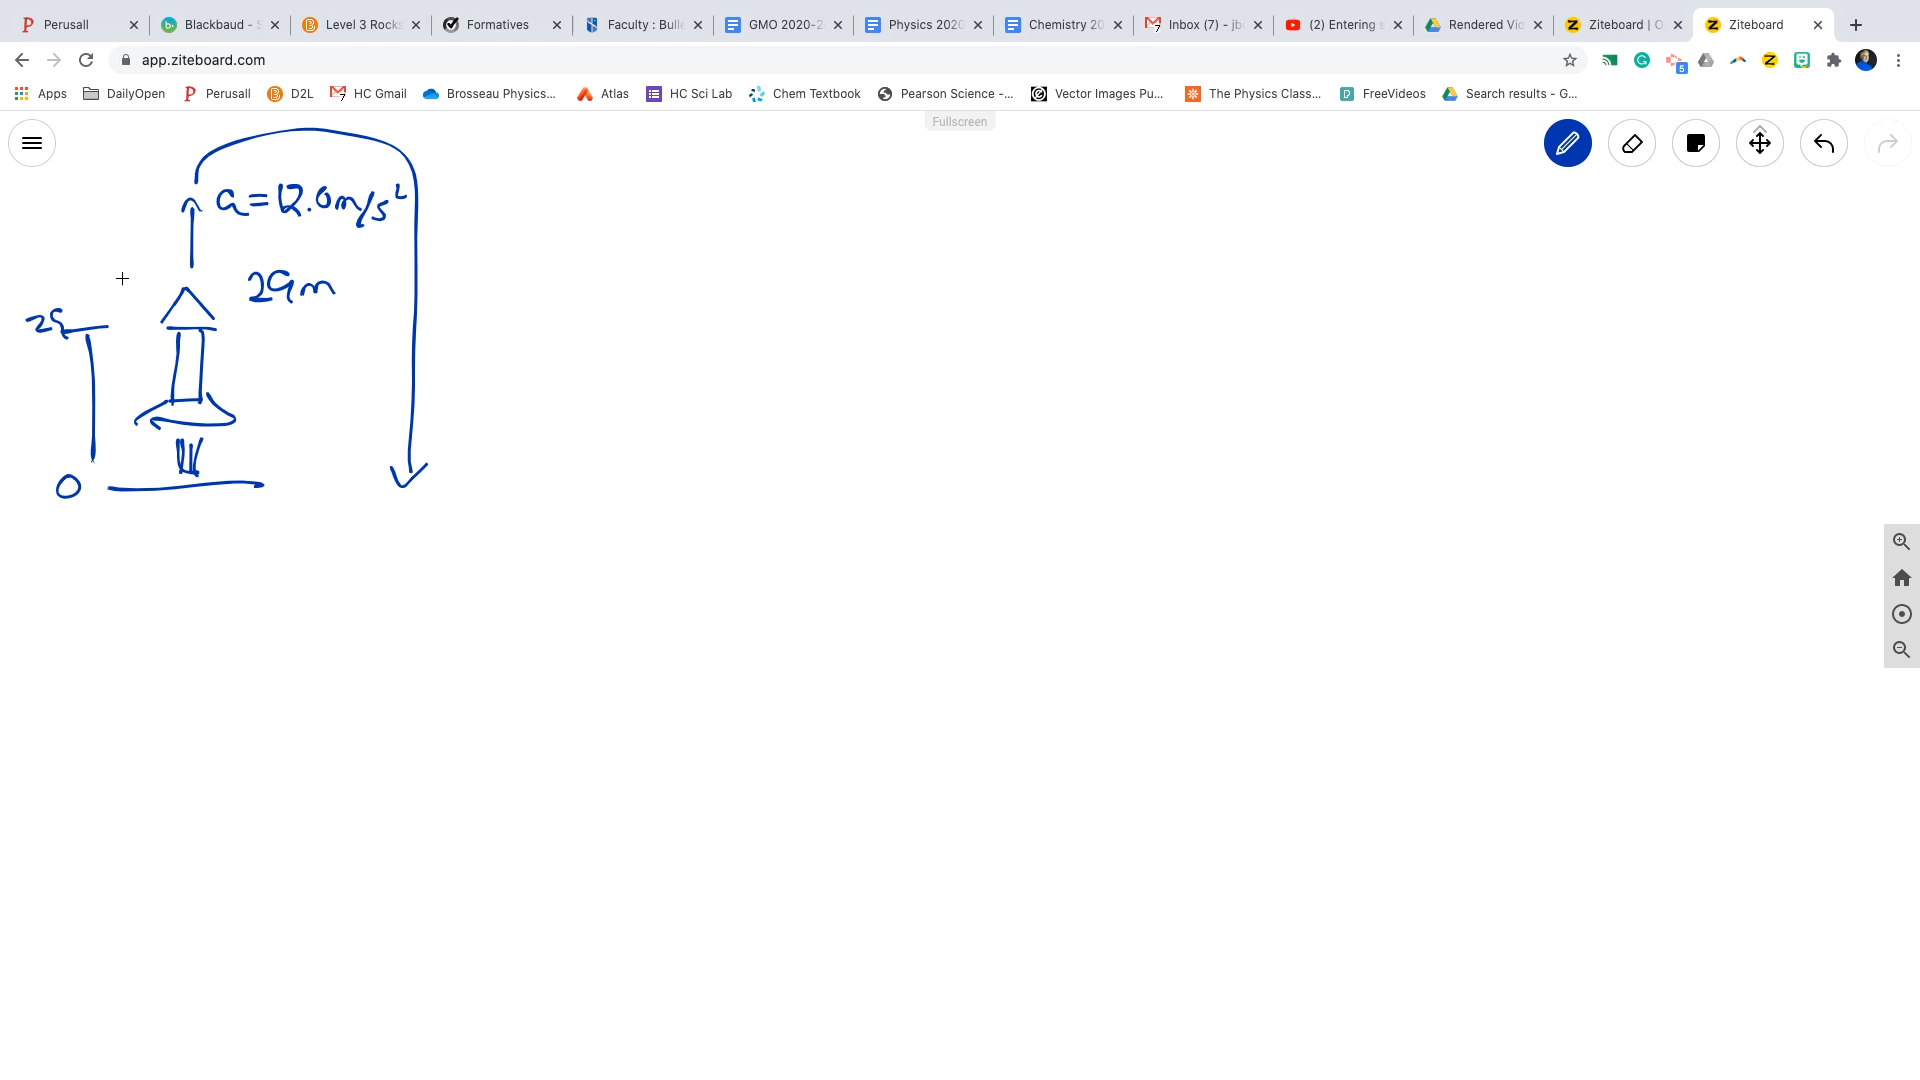 Perusall
Blackbaud - S
Level 3 Rocks
Formatives
Faculty : Bulle
GMO 2020-2
Physics 2020
Chemistry 20
Inbox (7) - jb
(2) Entering s
Rendered Vid
Ziteboard | O
Ziteboard
app.ziteboard.com
5
Apps
DailyOpen
Perusall
D2L
HC Gmail
Brosseau Physics...
Atlas
HC Sci Lab
Chem Textbook
Pearson Science -...
Vector Images Pu...
The Physics Class...
FreeVideos
Search results - G...
Fullscreen
a = 12.0 m/s²
29 m
29
0